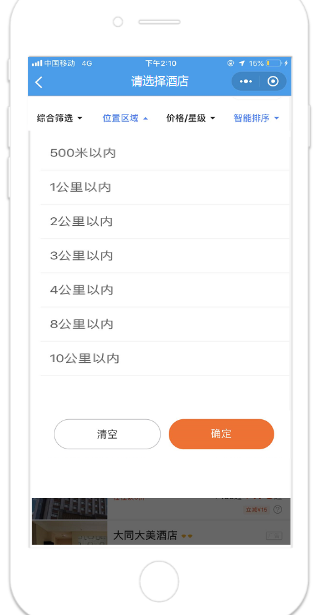 中国移动 4G 下午2:10 15%
请选择酒店
综合筛选 位置区域 价格/星级 智能排序
500米以内
1公里以内
2公里以内
3公里以内
4公里以内
8公里以内
10公里以内
清空 确定
大同大美酒店